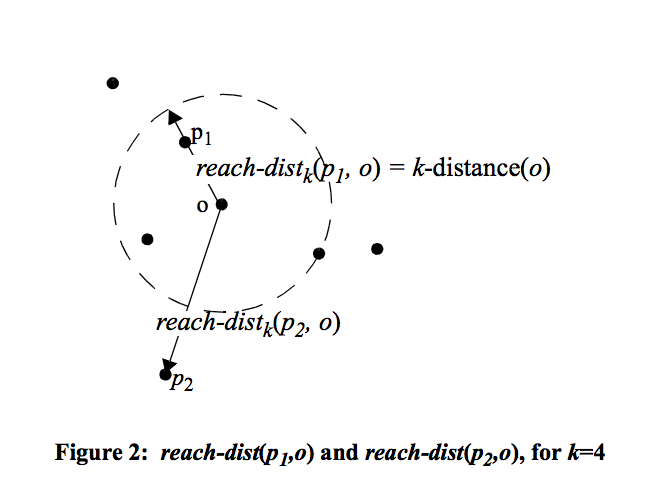 p1
reach-distk(p1, o) = k-distance(o)
o
reach-distk(p2, o)
p2
Figure 2: reach-dist(p1,o) and reach-dist(p2,o), for k=4